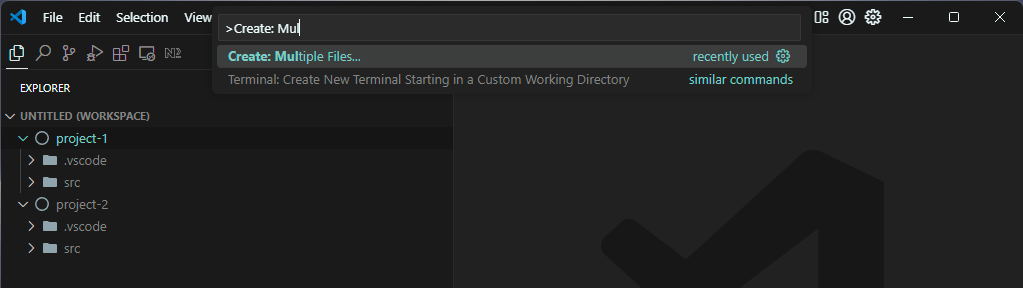 File Edit Selection View
>Create: Mul
Create: Multiple Files... recently used
Terminal: Create New Terminal Starting in a Custom Working Directory similar commands
EXPLORER
UNTITLED (WORKSPACE)
project-1
.vscode
src
project-2
.vscode
src